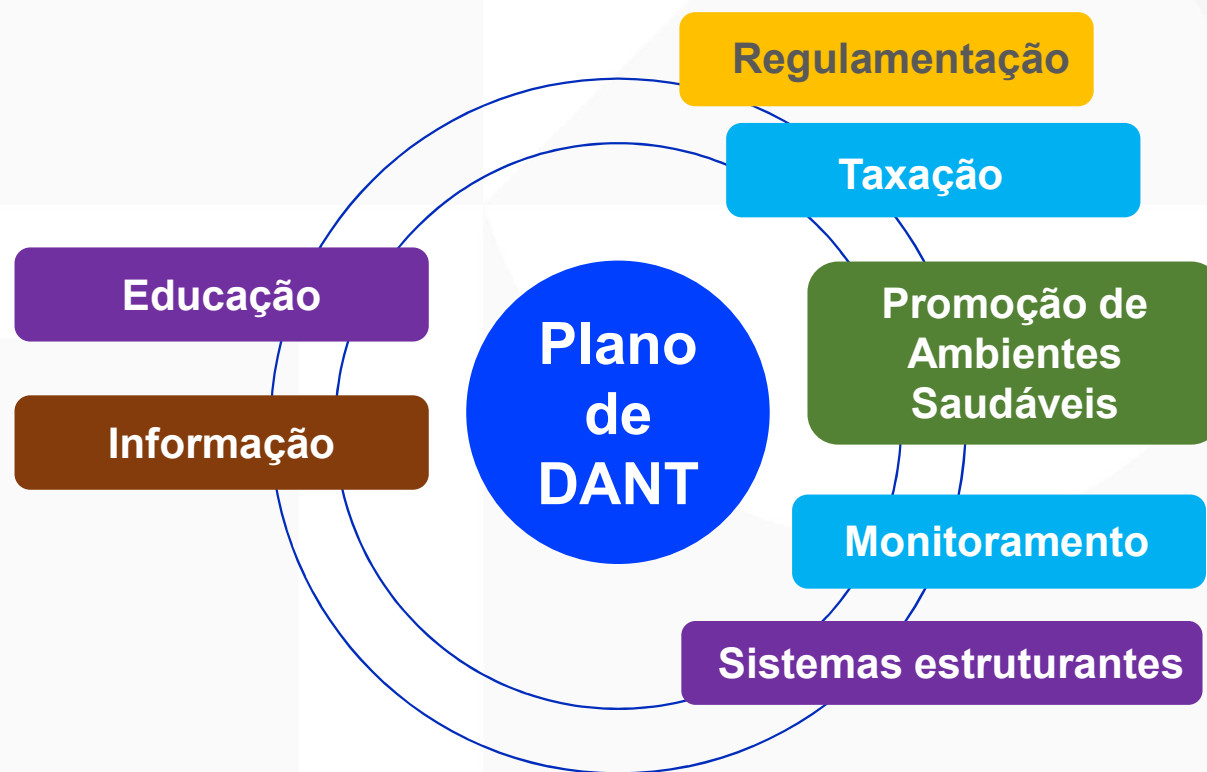 Regulamentação
Taxação
Educação
Informação
Plano
de
DANT
Promoção de
Ambientes
Saudáveis
Monitoramento
Sistemas estruturantes